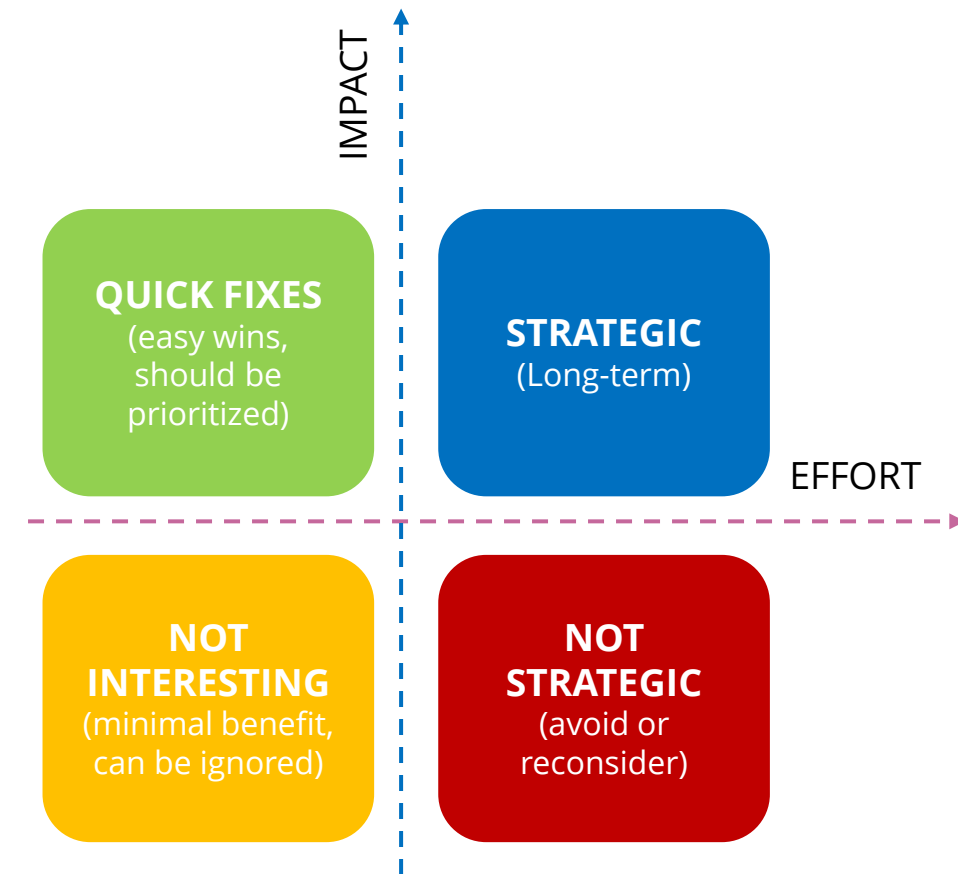 IMPACT
QUICK FIXES
(easy wins,
should be
prioritized)
STRATEGIC
(Long-term)
EFFORT
NOT
INTERESTING
(minimal benefit,
can be ignored)
NOT
STRATEGIC
(avoid or
reconsider)